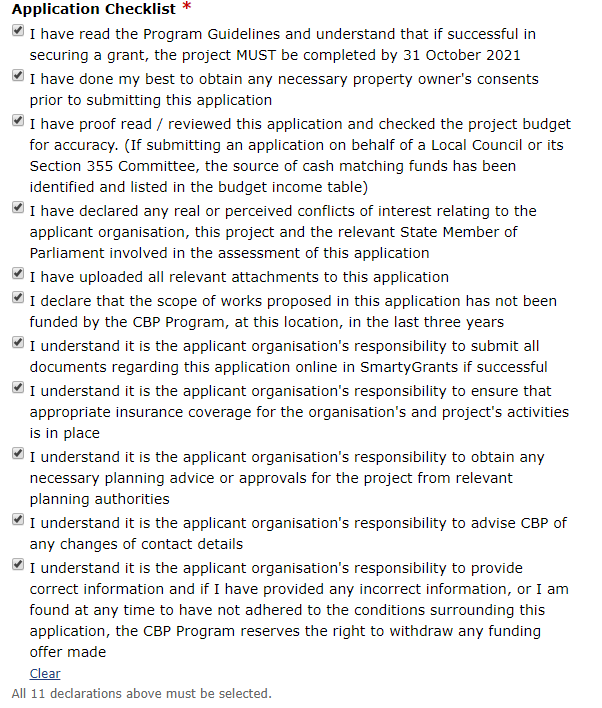 Application Checklist *
I have read the Program Guidelines and understand that if successful in
securing a grant, the project MUST be completed by 31 October 2021
I have done my best to obtain any necessary property owner's consents
prior to submitting this application
I have proof read / reviewed this application and checked the project budget
for accuracy. (If submitting an application on behalf of a Local Council or its
Section 355 Committee, the source of cash matching funds has been
identified and listed in the budget income table)
I have declared any real or perceived conflicts of interest relating to the
applicant organisation, this project and the relevant State Member of
Parliament involved in the assessment of this application
I have uploaded all relevant attachments to this application
I declare that the scope of works proposed in this application has not been
funded by the CBP Program, at this location, in the last three years
I understand it is the applicant organisation's responsibility to submit all
documents regarding this application online in SmartyGrants if successful
I understand it is the applicant organisation's responsibility to ensure that
appropriate insurance coverage for the organisation's and project's activities
is in place
I understand it is the applicant organisation's responsibility to obtain any
necessary planning advice or approvals for the project from relevant
planning authorities
I understand it is the applicant organisation's responsibility to advise CBP of
any changes of contact details
I understand it is the applicant organisation's responsibility to provide
correct information and if I have provided any incorrect information, or I am
found at any time to have not adhered to the conditions surrounding this
application, the CBP Program reserves the right to withdraw any funding
offer made
Clear
All 11 declarations above must be selected.